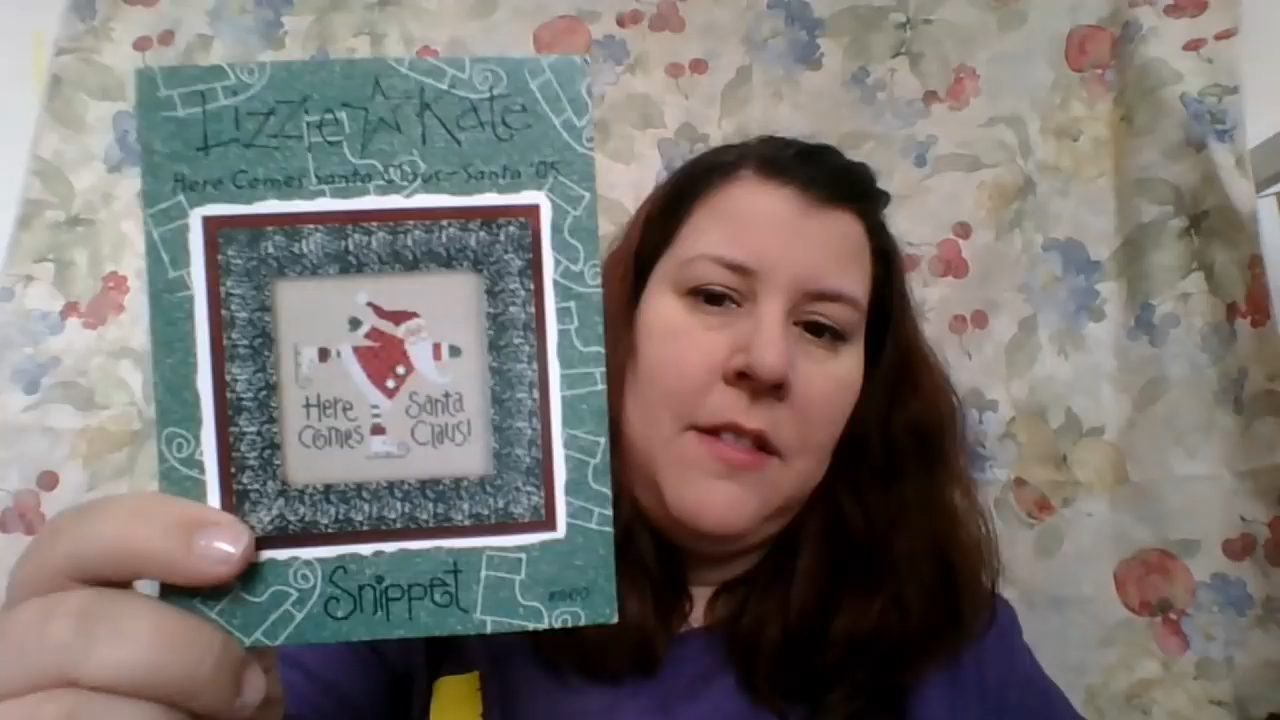 Lizzie Kate
Here Comes Santa Claus~Santa '05
Here Santa
Comes Claus!
Snippet